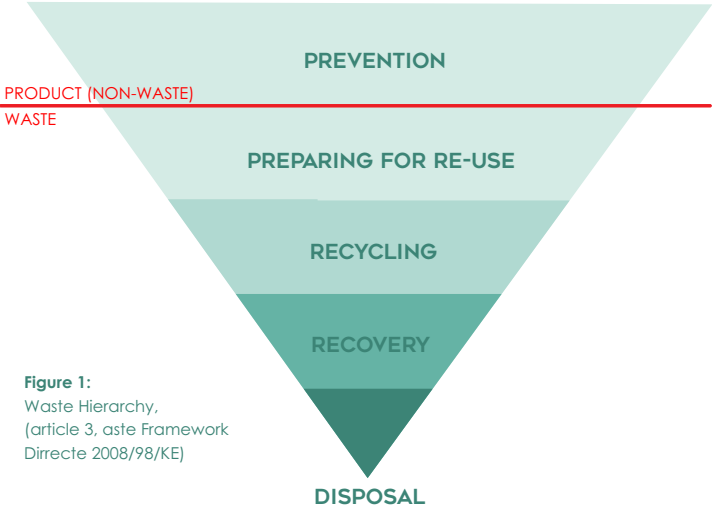 PREVENTION
PRODUCT (NON-WASTE)
WASTE
PREPARING FOR RE-USE
RECYCLING
RECOVERY
Figure 1:
Waste Hierarchy,
(article 3, aste Framework
Dirrecte 2008/98/KE)
DISPOSAL